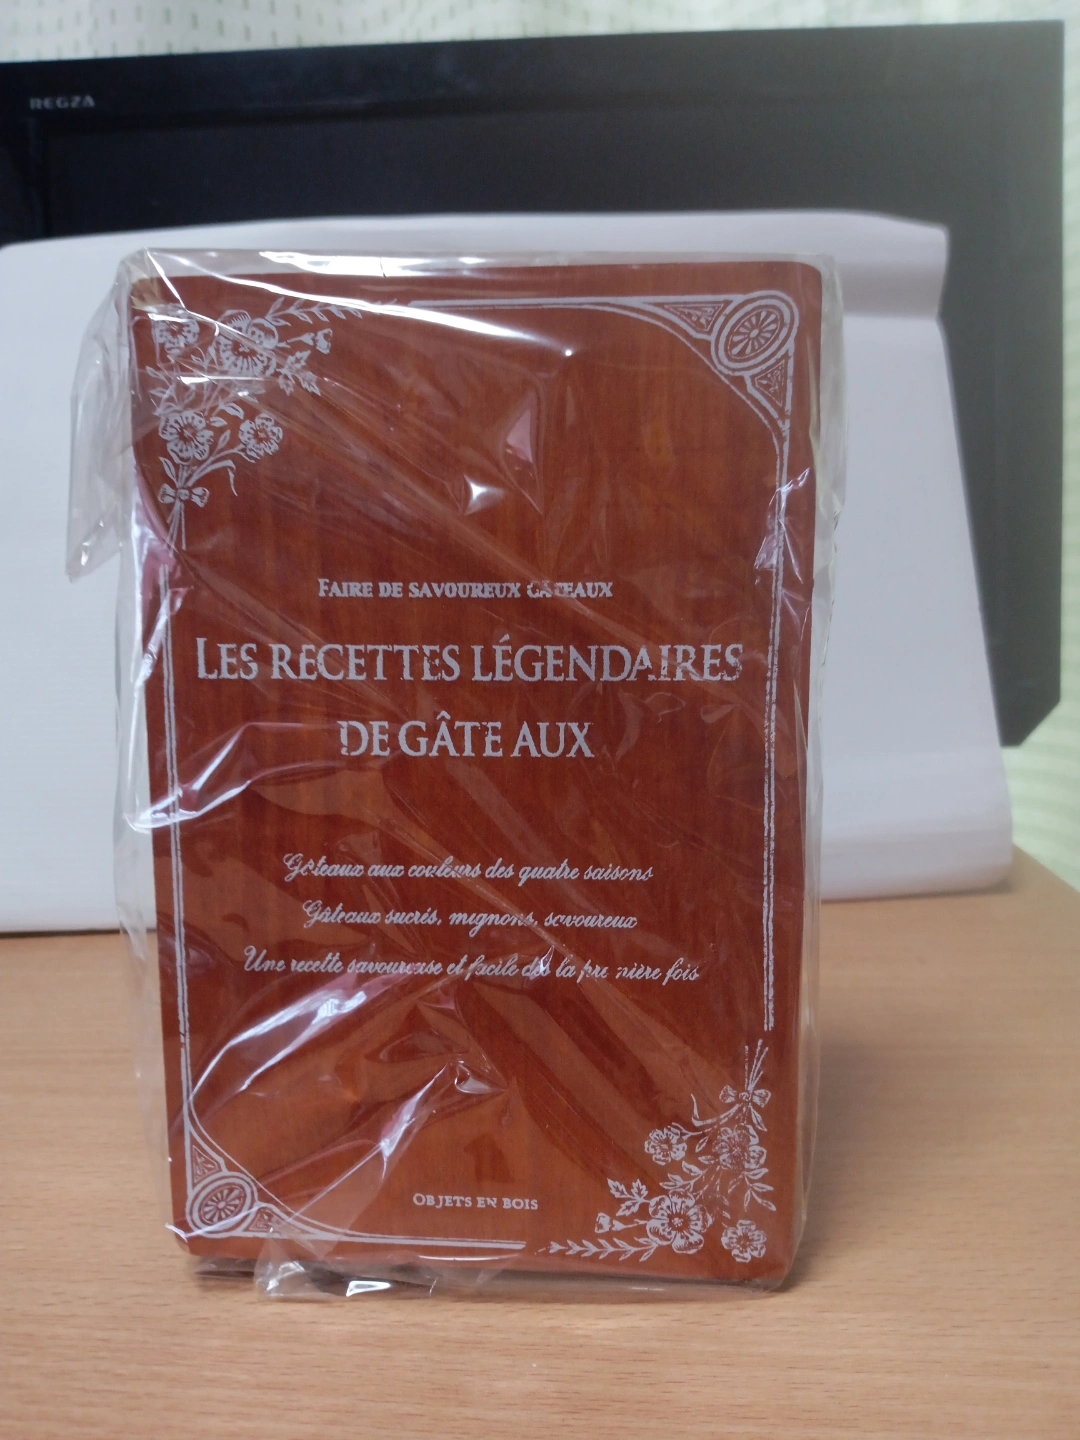 REGZA
FAIRE DE SAVOUREUX GÂTEAUX
LES RECETTES LÉGENDAIRES
DE GÂTE AUX
Gâteaux aux couleurs des quatre saisons
Gâteaux sucrés, mignons, savoureux
Une recette savoureuse et facile dès la première fois
OBJETS EN BOIS